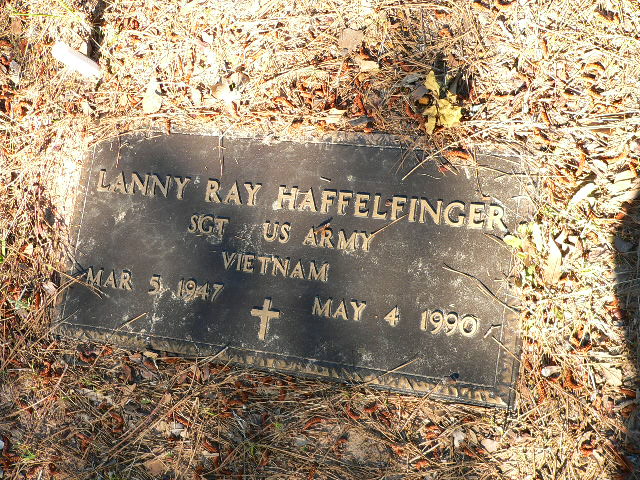 LANNY RAY HAFFELFINGER
SGT US ARMY
VIETNAM
MAR 5 1947 MAY 4 1990